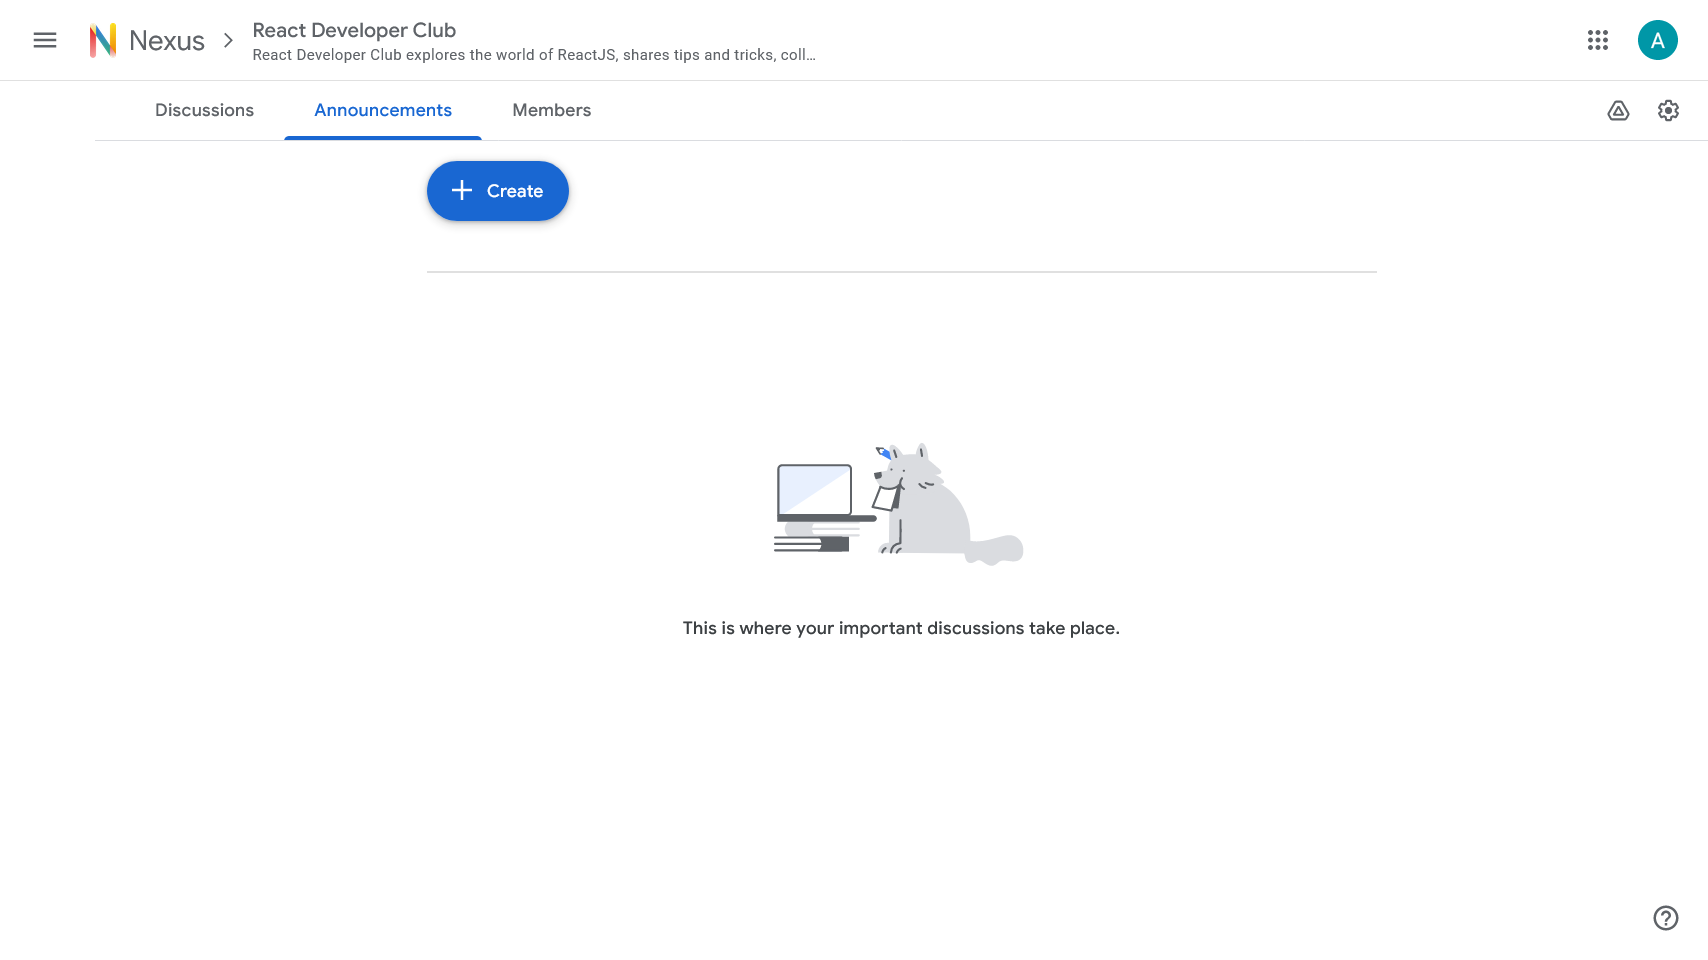 Nexus
React Developer Club
React Developer Club explores the world of ReactJS, shares tips and tricks, coll...
A
Discussions
Announcements
Members
Create
This is where your important discussions take place.